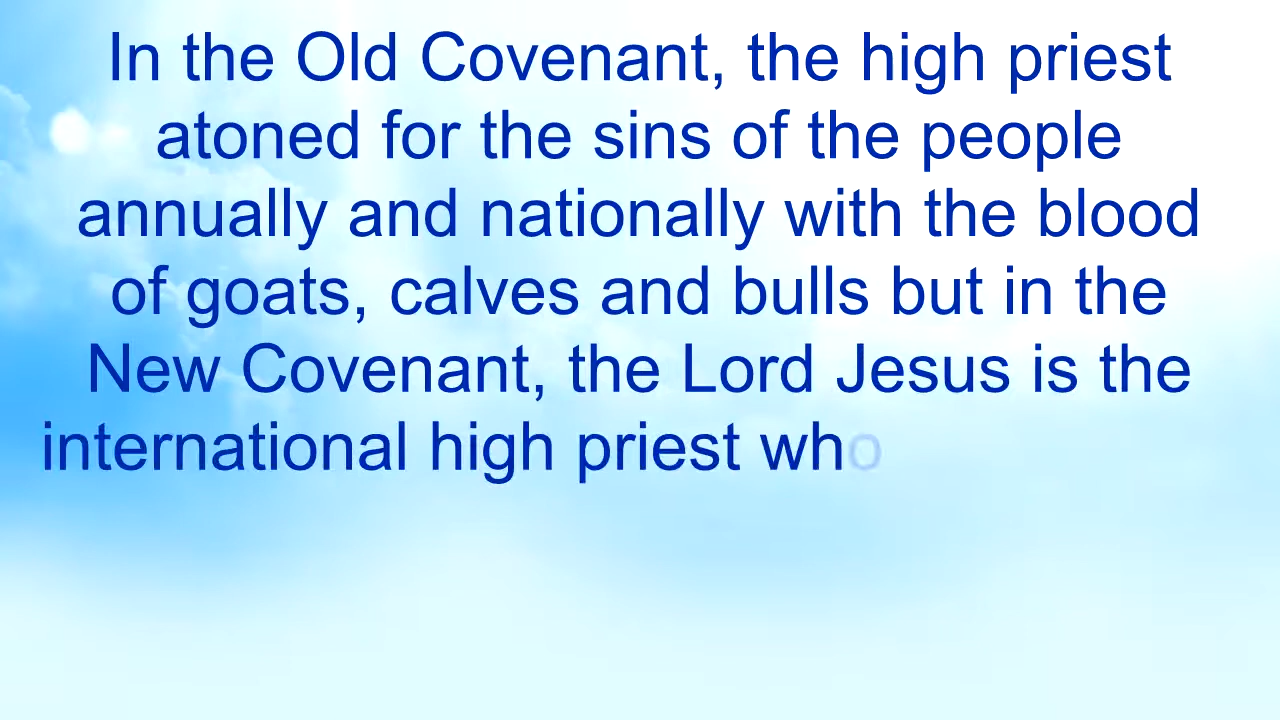 In the Old Covenant, the high priest
atoned for the sins of the people
annually and nationally with the blood
of goats, calves and bulls but in the
New Covenant, the Lord Jesus is the
international high priest who